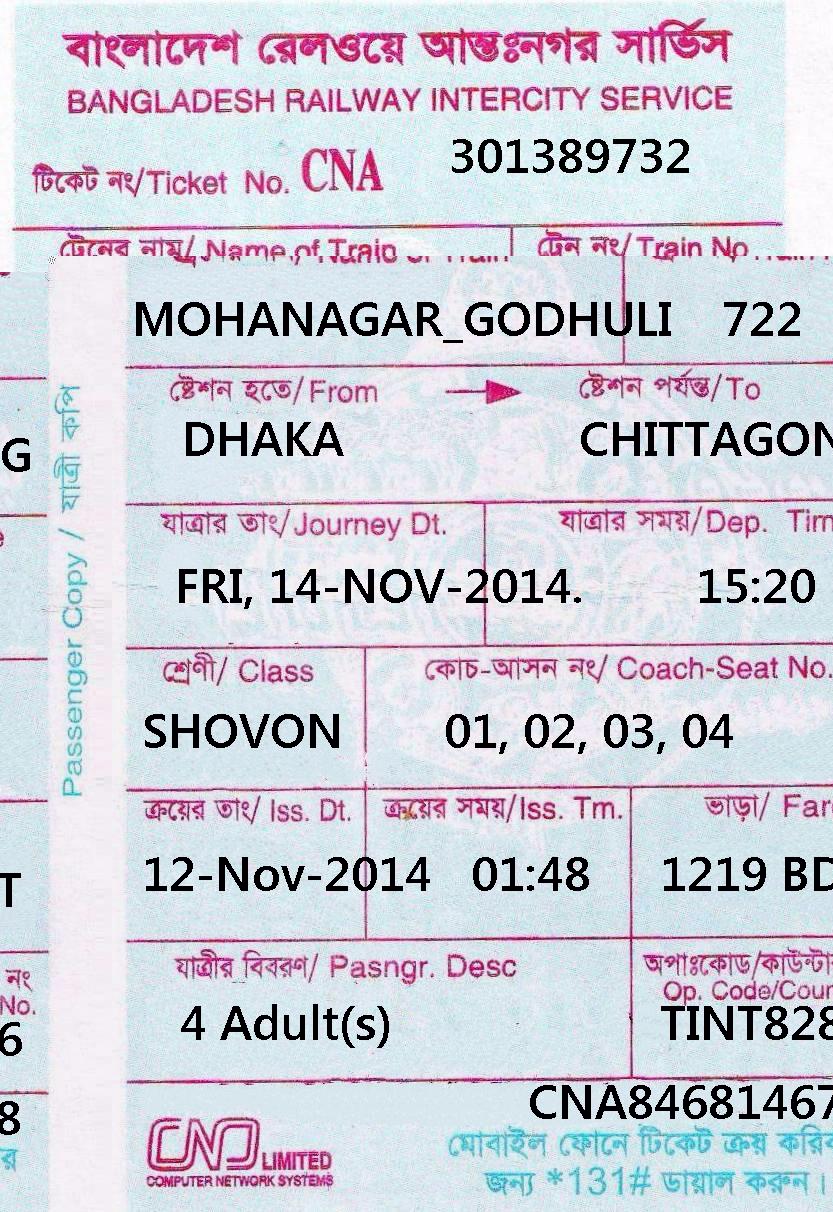 বাংলাদেশ রেলওয়ে আন্তঃনগর সার্ভিস
BANGLADESH RAILWAY INTERCITY SERVICE
টিকেট নং/Ticket No. CNA 301389732
ট্রেনের নাম/ Name of Train ট্রেন নং/ Train No
MOHANAGAR_GODHULI 722
ষ্টেশন হতে/From ষ্টেশন পর্যন্ত/To
G DHAKA CHITTAGON
যাত্রার তাং/Journey Dt. যাত্রার সময়/Dep. Tim
FRI, 14-NOV-2014. 15:20
শ্রেণী/ Class কোচ-আসন নং/ Coach-Seat No.
SHOVON 01, 02, 03, 04
Passenger Copy / যাত্রী কপি
ক্রয়ের তাং/ Iss. Dt. ক্রয়ের সময়/Iss. Tm. ভাড়া/ Far
T 12-Nov-2014 01:48 1219 BD
নং যাত্রীর বিবরণ/ Pasngr. Desc অপাঃকোড/কাউন্টা
No. Op. Code/Cour
6 4 Adult(s) TINT828
8 CNA84681467
র CNS LIMITED মোবাইল ফোনে টিকেট ক্রয় করি
COMPUTER NETWORK SYSTEMS জন্য *131# ডায়াল করুন।